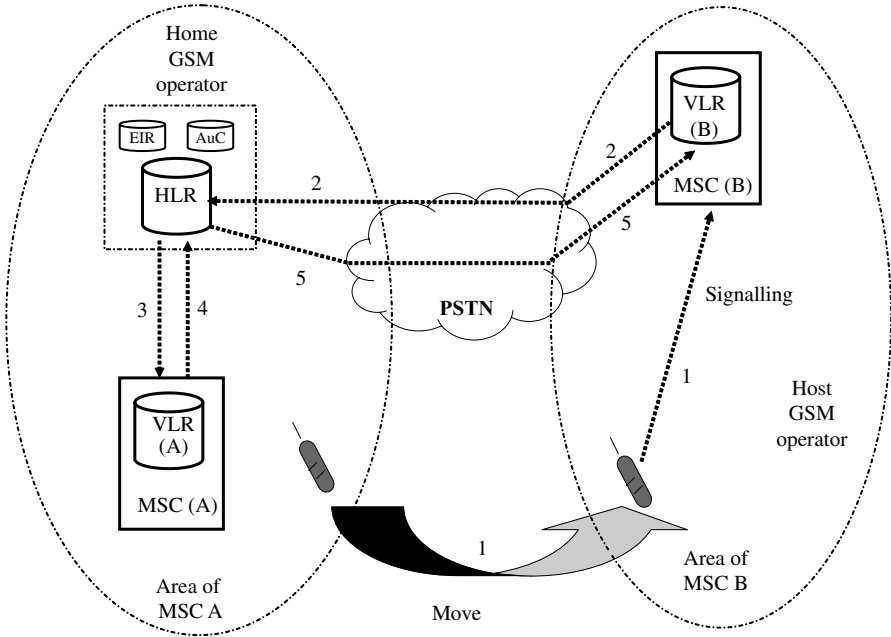 Home
GSM
operator
EIR
AuC
HLR
2
2
VLR
(B)
MSC (B)
5
5
PSTN
3
4
Signalling
1
VLR
(A)
MSC (A)
Host
GSM
operator
1
Area of
MSC A
Move
Area of
MSC B